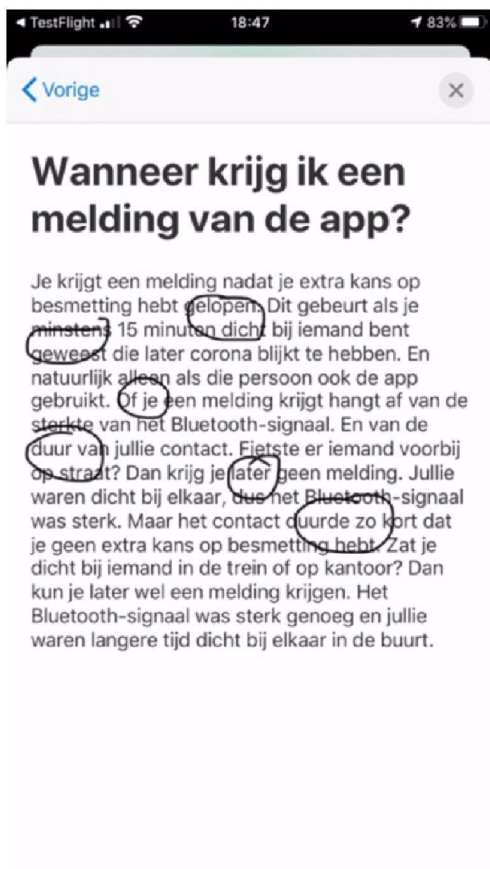 TestFlight 18:47 83%
Vorige
Wanneer krijg ik een
melding van de app?
Je krijgt een melding nadat je extra kans op
besmetting hebt gelopen. Dit gebeurt als je
minstens 15 minuten dicht bij iemand bent
geweest die later corona blijkt te hebben. En
natuurlijk alleen als die persoon ook de app
gebruikt. Of je een melding krijgt hangt af van de
sterkte van het Bluetooth-signaal. En van de
duur van jullie contact. Fietste er iemand voorbij
op straat? Dan krijg je later geen melding. Jullie
waren dicht bij elkaar, dus het Bluetooth-signaal
was sterk. Maar het contact duurde zo kort dat
je geen extra kans op besmetting hebt. Zat je
dicht bij iemand in de trein of op kantoor? Dan
kun je later wel een melding krijgen. Het
Bluetooth-signaal was sterk genoeg en jullie
waren langere tijd dicht bij elkaar in de buurt.